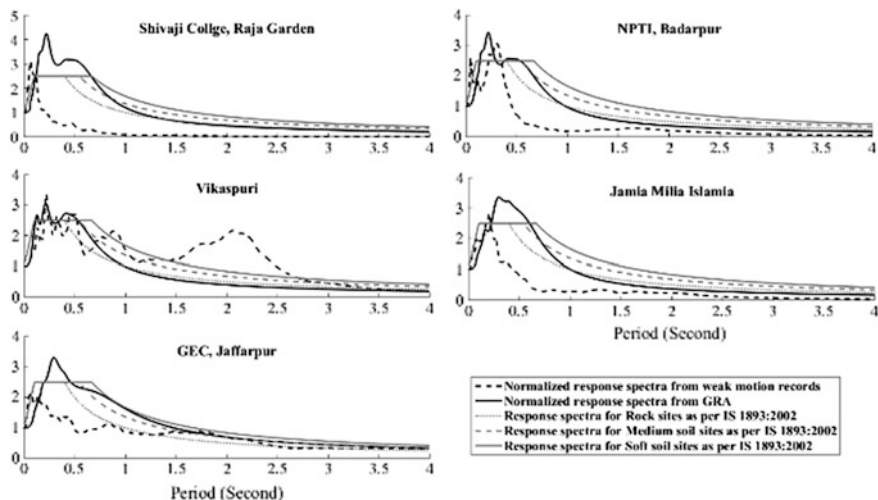 Shivaji Collge, Raja Garden
5
4
3
2
1
0
0 0.5 1 1.5 2 2.5 3 3.5 4
NPTI, Badarpur
4
3
2
1
0
0 0.5 1 1.5 2 2.5 3 3.5 4
Vikaspuri
4
3
2
1
0
0 0.5 1 1.5 2 2.5 3 3.5 4
Jamia Milia Islamia
4
3
2
1
0
0 0.5 1 1.5 2 2.5 3 3.5 4
Period (Second)
GEC, Jaffarpur
4
3
2
1
0
0 0.5 1 1.5 2 2.5 3 3.5 4
Period (Second)
Normalized response spectra from weak motion records
Normalized response spectra from GRA
Response spectra for Rock sites as per IS 1893:2002
Response spectra for Medium soil sites as per IS 1893:2002
Response spectra for Soft soil sites as per IS 1893:2002